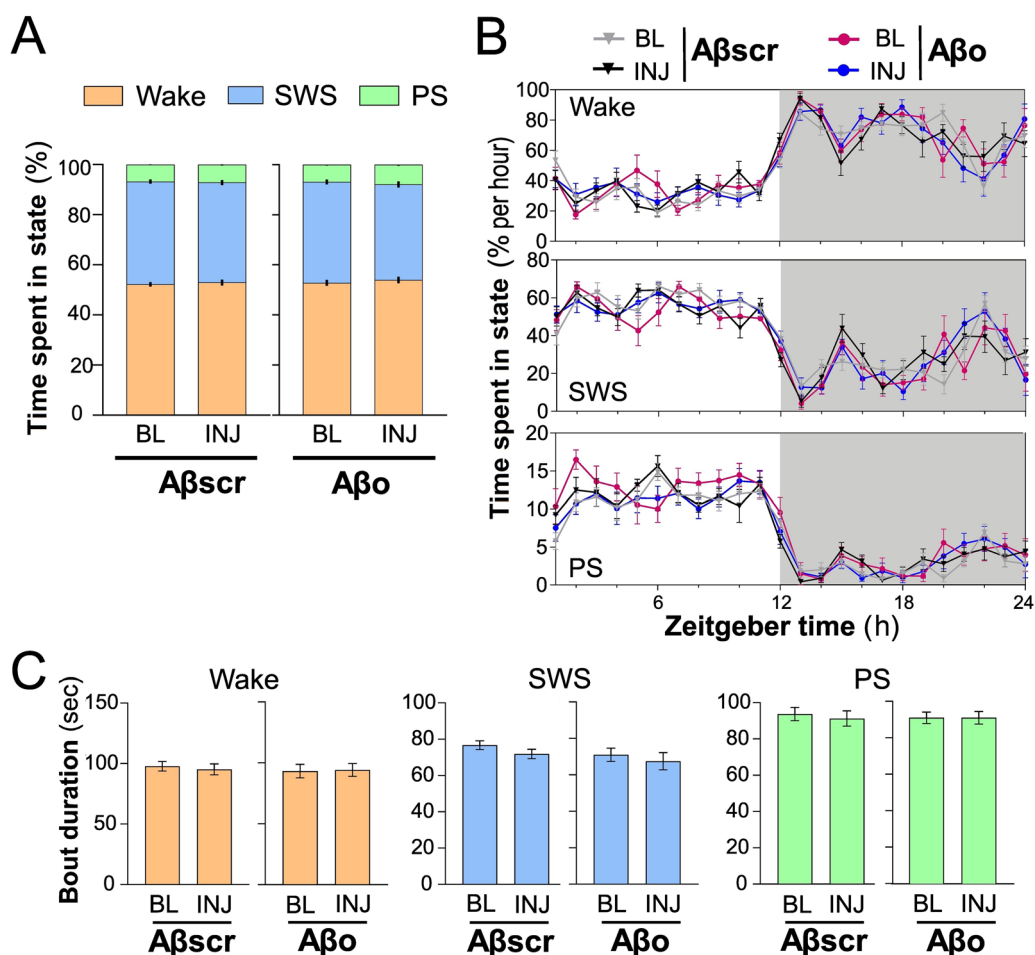 A
Wake SWS PS
Time spent in state (%)
100
80
60
40
20
0
BL INJ BL INJ
Aβscr Aβo
B
BL Aβscr BL Aβo
INJ INJ
Time spent in state (% per hour)
100
80
60
40
20
0
Wake
80
60
40
20
0
SWS
20
15
10
5
0
PS
6 12 18 24
Zeitgeber time (h)
C
Bout duration (sec)
Wake
150
100
50
0
BL INJ BL INJ
Aβscr Aβo
SWS
100
80
60
40
20
0
BL INJ BL INJ
Aβscr Aβo
PS
100
80
60
40
20
0
BL INJ BL INJ
Aβscr Aβo